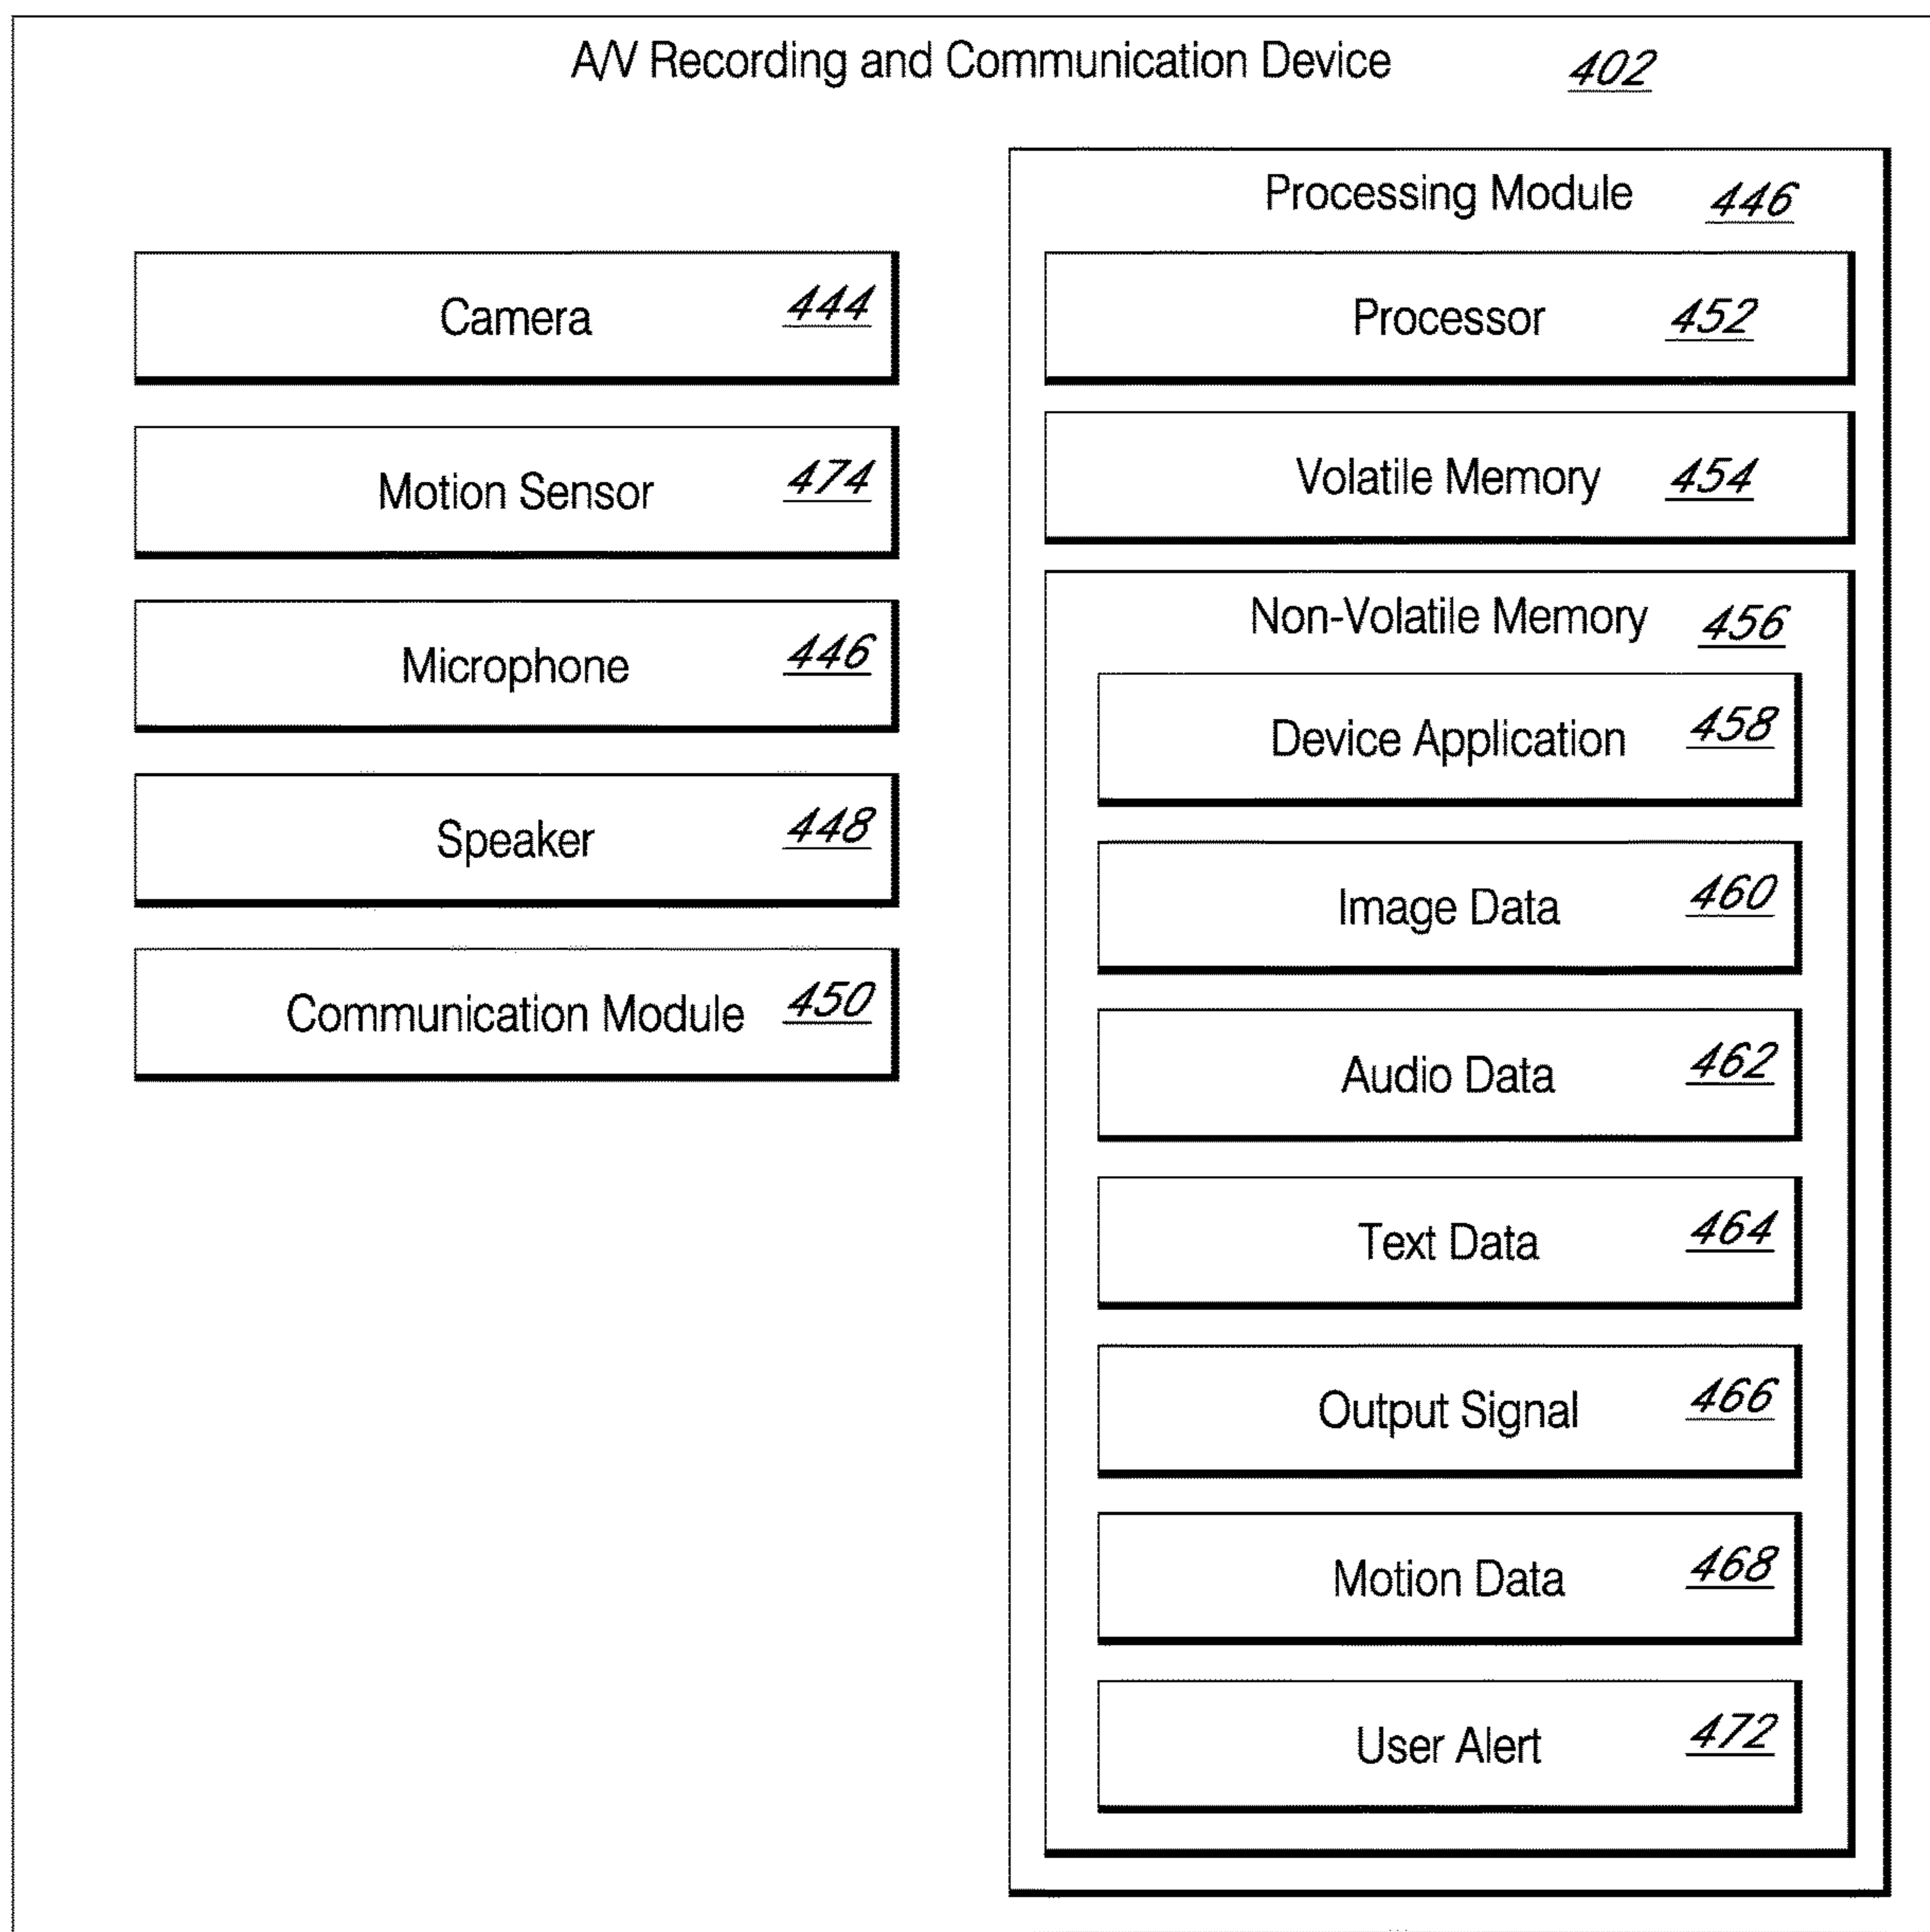 A/V Recording and Communication Device 402
Camera 444
Motion Sensor 474
Microphone 446
Speaker 448
Communication Module 450
Processing Module 446
Processor 452
Volatile Memory 454
Non-Volatile Memory 456
Device Application 458
Image Data 460
Audio Data 462
Text Data 464
Output Signal 466
Motion Data 468
User Alert 472